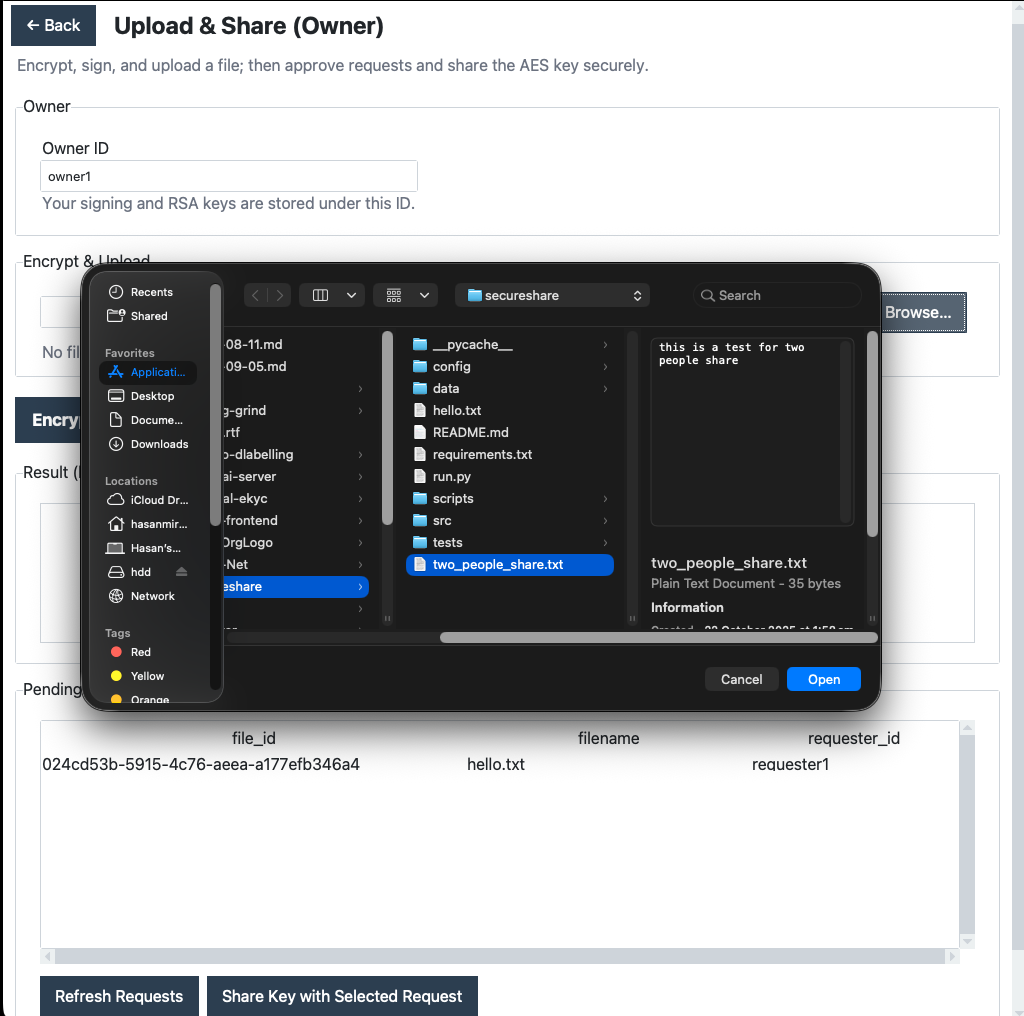 ← Back
Upload & Share (Owner)
Encrypt, sign, and upload a file; then approve requests and share the AES key securely.
Owner
Owner ID
owner1
Your signing and RSA keys are stored under this ID.
Encrypt & Upload
Browse...
No fil
Encry
Result (
Recents
Shared
Favorites
Applicati...
Desktop
Docume...
Downloads
Locations
iCloud Dr...
hasanmir...
Hasan's...
hdd
Network
Tags
Red
Yellow
Orange
secureshare
Search
-08-11.md
-09-05.md
g-grind
.rtf
o-dlabelling
ai-server
al-ekyc
-frontend
OrgLogo
-Net
eshare
__pycache__
config
data
hello.txt
README.md
requirements.txt
run.py
scripts
src
tests
two_people_share.txt
this is a test for two
people share
two_people_share.txt
Plain Text Document - 35 bytes
Information
Cancel
Open
Pending
file_id filename requester_id
024cd53b-5915-4c76-aeea-a177efb346a4 hello.txt requester1
Refresh Requests
Share Key with Selected Request